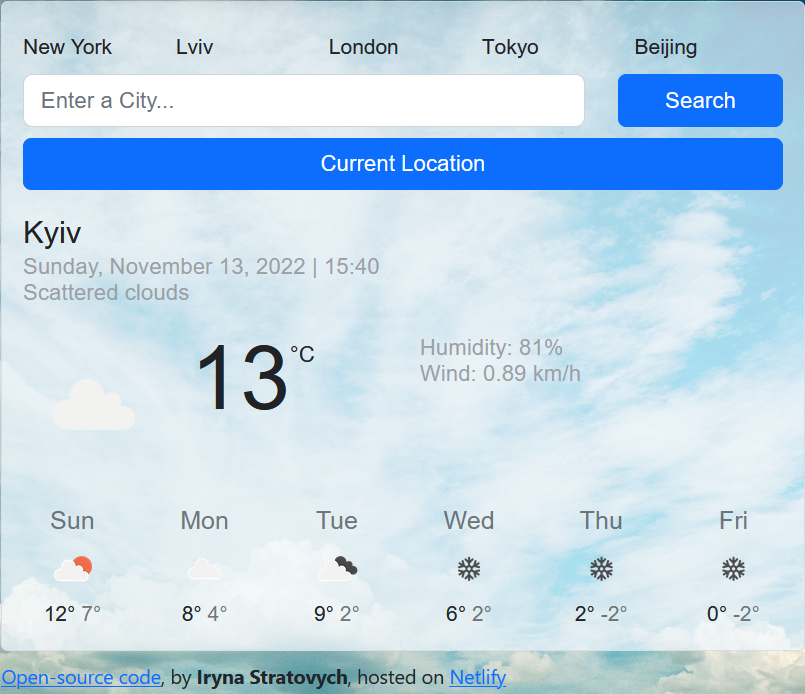 New York Lviv London Tokyo Beijing
Enter a City... Search
Current Location
Kyiv
Sunday, November 13, 2022 | 15:40
Scattered clouds
13 °C
Humidity: 81%
Wind: 0.89 km/h
Sun Mon Tue Wed Thu Fri
12° 7° 8° 4° 9° 2° 6° 2° 2° -2° 0° -2°
Open-source code, by Iryna Stratovych, hosted on Netlify